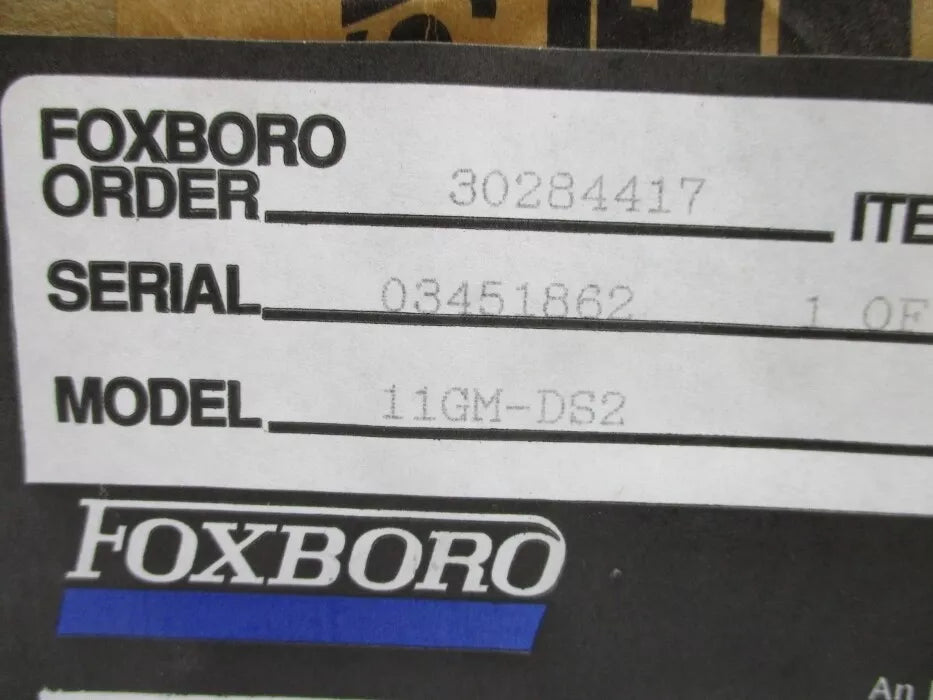 FOXBORO
ORDER 30284417 ITE
SERIAL 03451862 1 OF
MODEL 11GM-DS2
FOXBORO
An